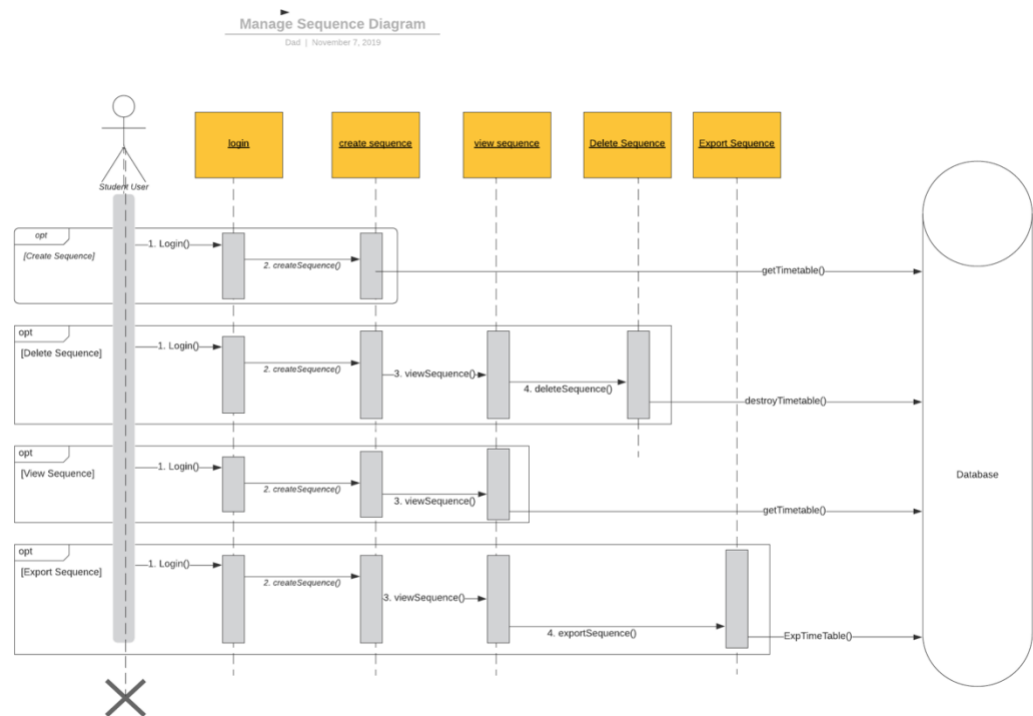 Manage Sequence Diagram
Dad | November 7, 2019
login
create sequence
view sequence
Delete Sequence
Export Sequence
Student User
opt
[Create Sequence]
1. Login()
2. createSequence()
getTimetable()
opt
[Delete Sequence]
1. Login()
2. createSequence()
3. viewSequence()
4. deleteSequence()
destroyTimetable()
opt
[View Sequence]
1. Login()
2. createSequence()
3. viewSequence()
getTimetable()
Database
opt
[Export Sequence]
1. Login()
2. createSequence()
3. viewSequence()
4. exportSequence()
ExpTimeTable()